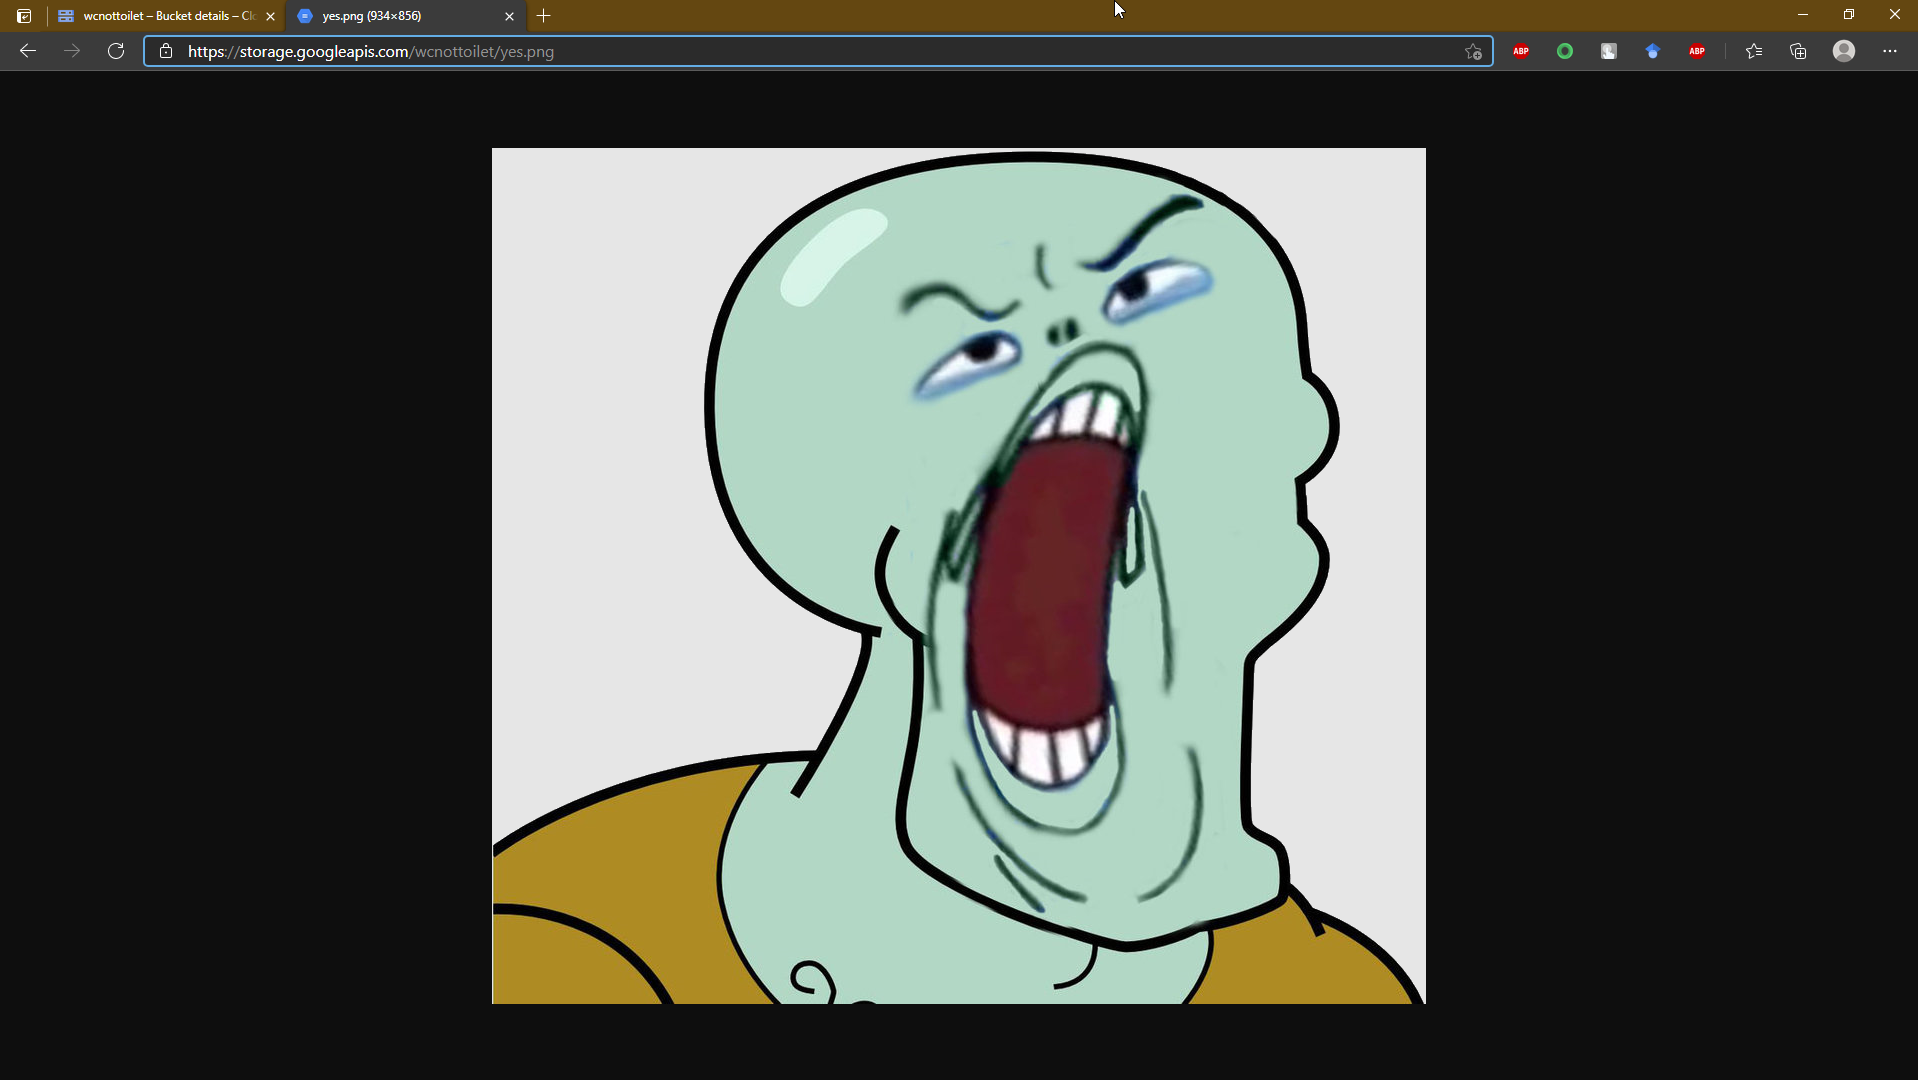 wcnottoilet – Bucket details – Cl
yes.png (934×856)
https://storage.googleapis.com/wcnottoilet/yes.png
ABP
ABP